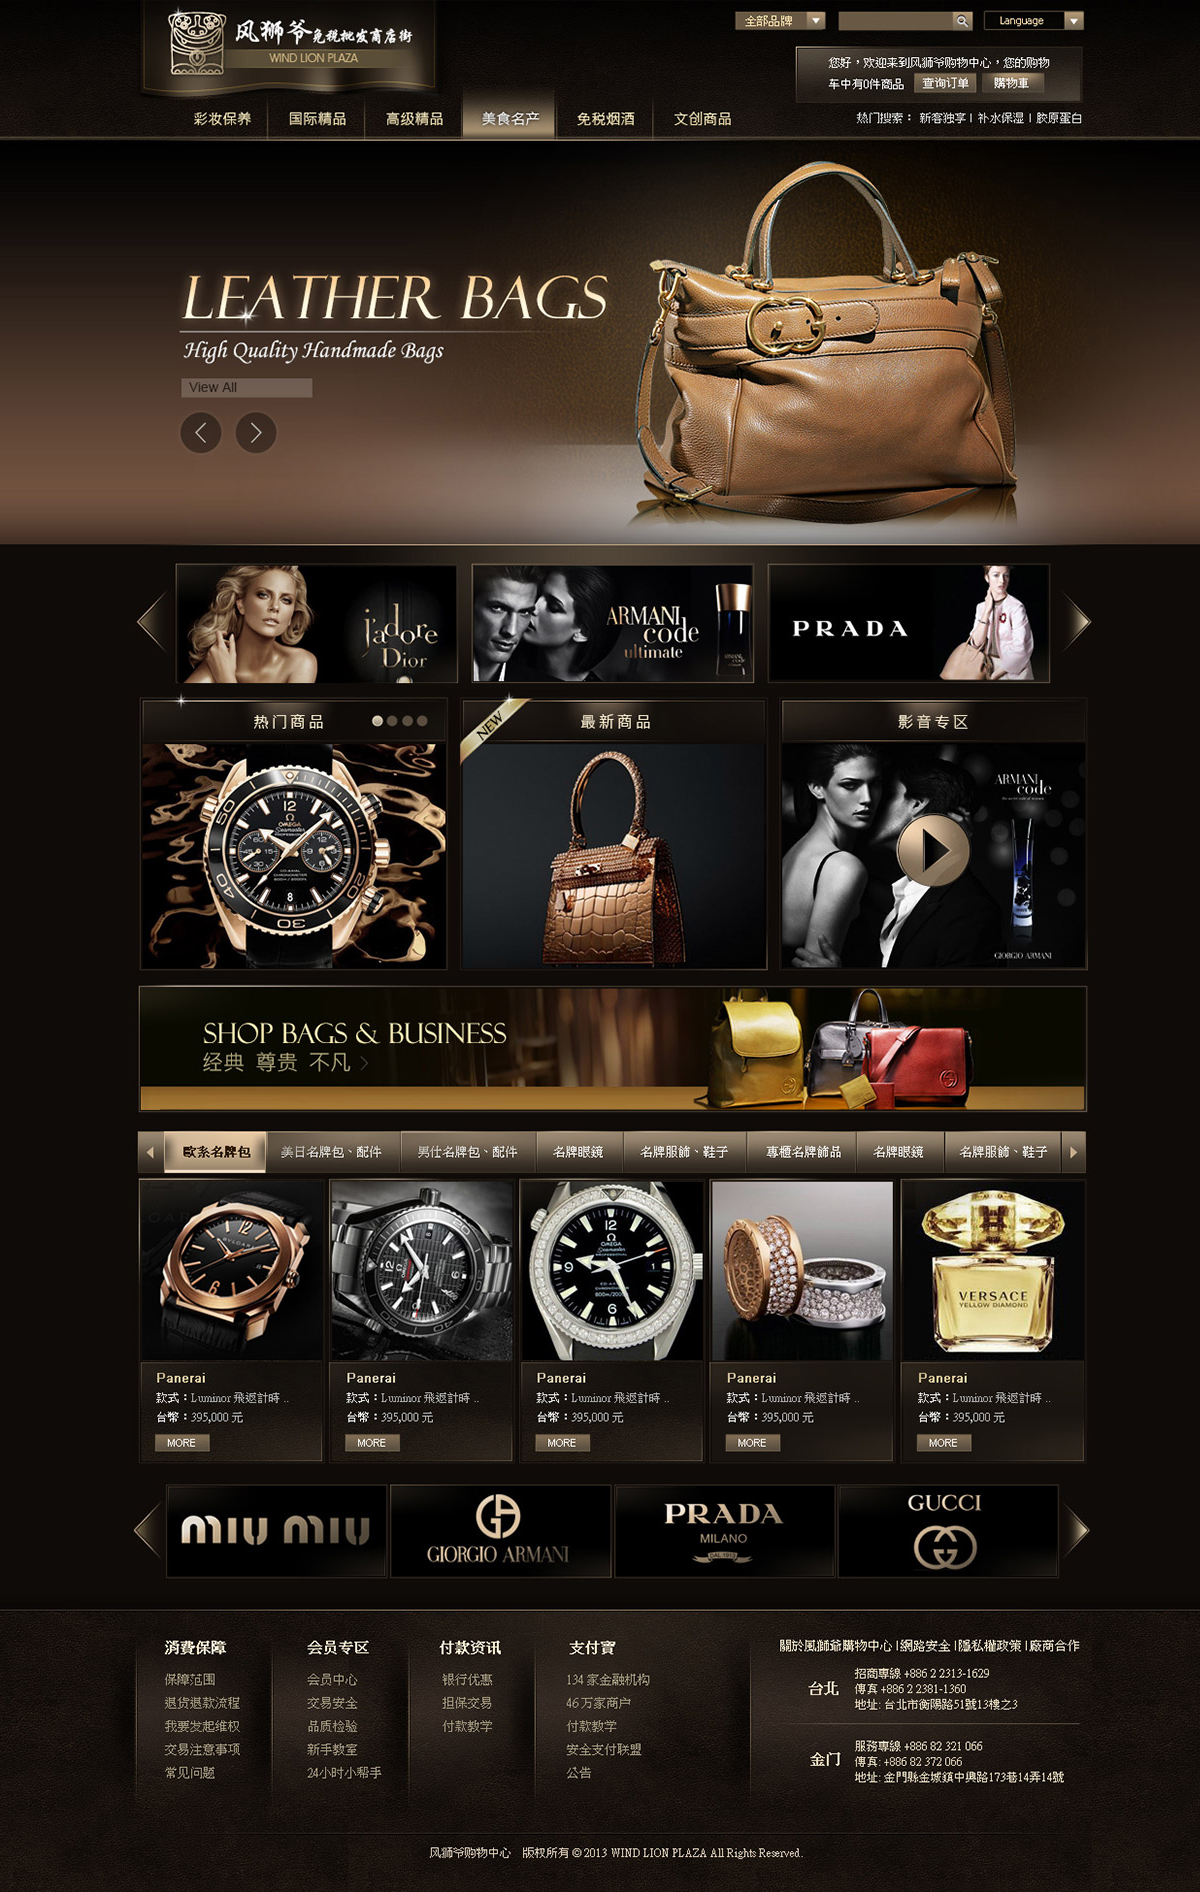 风狮爷免税批发商店街
WIND LION PLAZA
全部品牌
Language
您好，欢迎来到风狮爷购物中心，您的购物
车中有0件商品 查询订单 購物車
彩妆保养 国际精品 高级精品 美食名产 免税烟酒 文创商品
热门搜索： 新客独享 | 补水保湿 | 胶原蛋白
LEATHER BAGS
High Quality Handmade Bags
View All
j'adore
Dior
ARMANI
code
ultimate
PRADA
热门商品
NEW
最新商品
影音专区
OMEGA
Seamaster
PROFESSIONAL
ARMANI
code
GIORGIO ARMANI
SHOP BAGS & BUSINESS
经典 尊贵 不凡
歐系名牌包 美日名牌包、配件 男仕名牌包、配件 名牌眼鏡 名牌服飾、鞋子 專櫃名牌飾品 名牌眼鏡 名牌服飾、鞋子
BVLGARI
OMEGA
Seamaster
PROFESSIONAL
VERSACE
YELLOW DIAMOND
Panerai
款式：Luminor 飛返計時 ..
台幣：395,000 元
MORE
Panerai
款式：Luminor 飛返計時 ..
台幣：395,000 元
MORE
Panerai
款式：Luminor 飛返計時 ..
台幣：395,000 元
MORE
Panerai
款式：Luminor 飛返計時 ..
台幣：395,000 元
MORE
Panerai
款式：Luminor 飛返計時 ..
台幣：395,000 元
MORE
miu miu
GIORGIO ARMANI
PRADA
MILANO
DAL 1913
GUCCI
消費保障
保障范围
退货退款流程
我要发起维权
交易注意事项
常见问题
会员专区
会员中心
交易安全
品质检验
新手教室
24小时小帮手
付款资讯
银行优惠
担保交易
付款教学
支付寶
134 家金融机构
46 万家商户
付款教学
安全支付联盟
公告
關於風獅爺購物中心 |網路安全 |隱私權政策 |廠商合作
台北
招商專線 +886 2 2313-1629
傳真 +886 2 2381-1360
地址: 台北市衡陽路51號13樓之3
金门
服務專線 +886 82 321 066
傳真: +886 82 372 066
地址: 金門縣金城鎮中興路173巷14弄14號
风狮爷购物中心 版权所有 © 2013 WIND LION PLAZA All Rights Reserved.